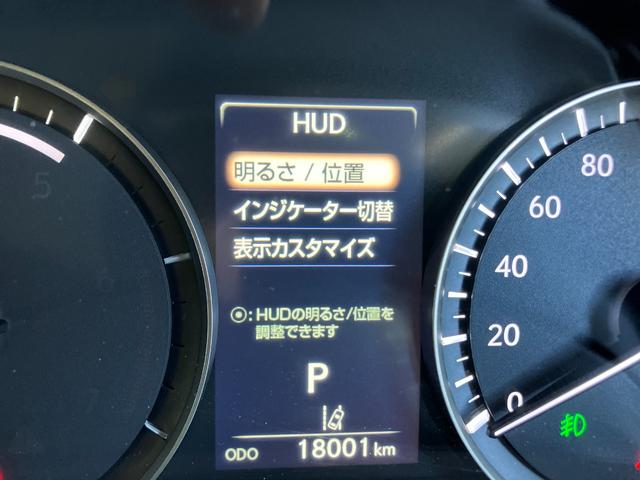 HUD
明るさ / 位置
インジケーター切替
表示カスタマイズ
⦿:HUDの明るさ/位置を
調整できます
P
ODO 18001km
5
80
60
40
20
0